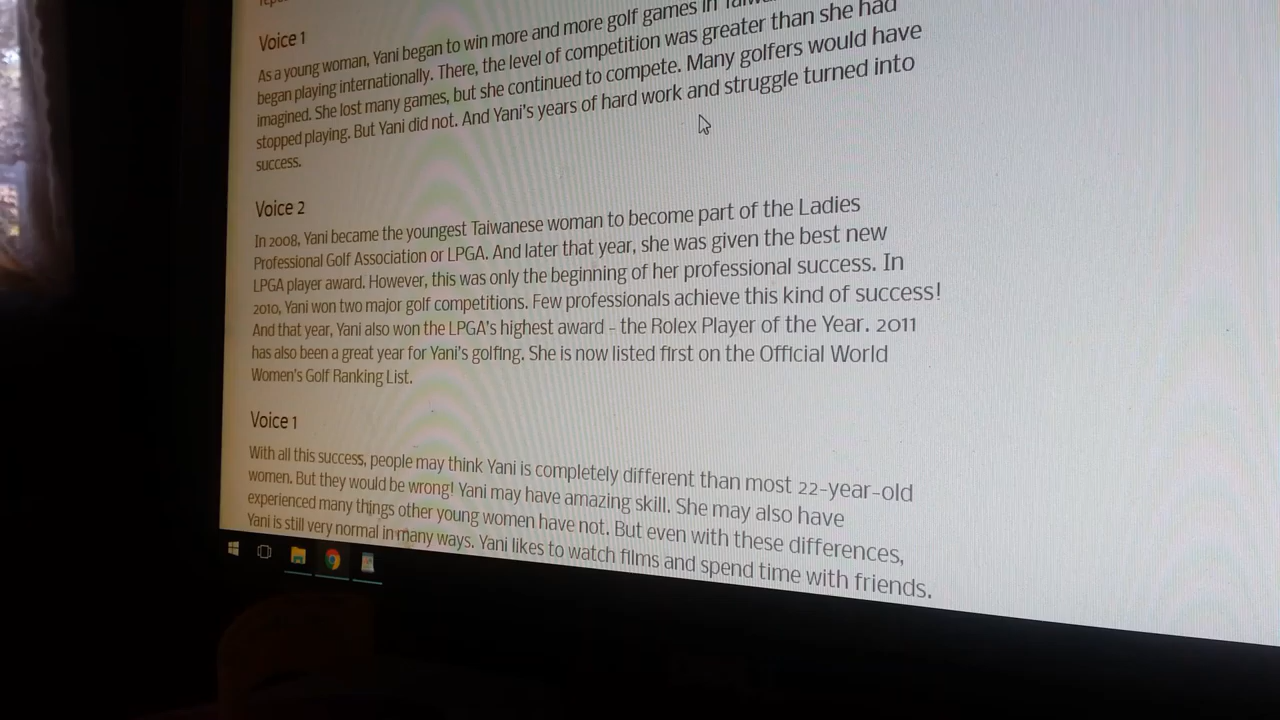 Voice 1
As a young woman, Yani began to win more and more golf games in
began playing internationally. There, the level of competition was greater than she had
imagined. She lost many games, but she continued to compete. Many golfers would have
stopped playing. But Yani did not. And Yani's years of hard work and struggle turned into
success.
Voice 2
In 2008, Yani became the youngest Taiwanese woman to become part of the Ladies
Professional Golf Association or LPGA. And later that year, she was given the best new
LPGA player award. However, this was only the beginning of her professional success. In
2010, Yani won two major golf competitions. Few professionals achieve this kind of success!
And that year, Yani also won the LPGA's highest award - the Rolex Player of the Year. 2011
has also been a great year for Yani's golfing. She is now listed first on the Official World
Women's Golf Ranking List.
Voice 1
With all this success, people may think Yani is completely different than most 22-year-old
women. But they would be wrong! Yani may have amazing skill. She may also have
experienced many things other young women have not. But even with these differences,
Yani is still very normal in many ways. Yani likes to watch films and spend time with friends.